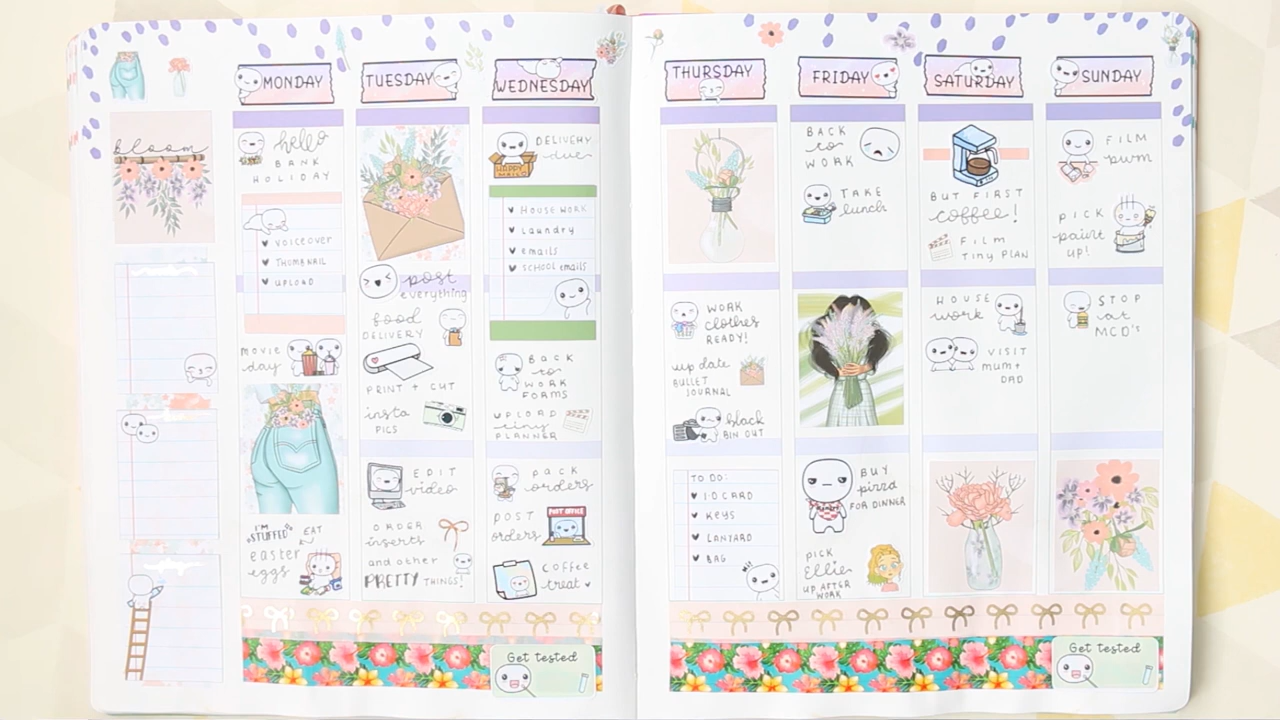 bloom
MONDAY
hello
BANK
HOLIDAY
VOICEOVER
THUMBNAIL
UPLOAD
MOVIE
day
I'M
STUFFED
EAT
easter
eggs
TUESDAY
post
everything
food
DELIVERY
PRINT + CUT
insta
PICS
EDIT
video
ORDER
inserts
and other
PRETTY THINGS!
WEDNESDAY
DELIVERY
due
HAPPY
MAIL
HOUSE WORK
Laundry
emails
SCHOOL emails
BACK
to
WORK
FORMS
UPLOAD
tiny
PLANNER
PACK
orders
POST OFFICE
POST
orders
COFFEE
treat
Get tested
THURSDAY
WORK
clothes
READY!
up date
BULLET
JOURNAL
black
BIN OUT
TO DO:
I.D CARD
KEYS
LANYARD
BAG
FRIDAY
BACK
to
WORK
TAKE
lunch
BUY
pizza
FOR DINNER
PICK
Ellie
UP AFTER
WORK
SATURDAY
BUT FIRST
coffee!
FILM
TINY PLAN
HOUSE
work
VISIT
MUM +
DAD
SUNDAY
FILM
PICK
paint
UP!
STOP
at
MCD'S
Get tested